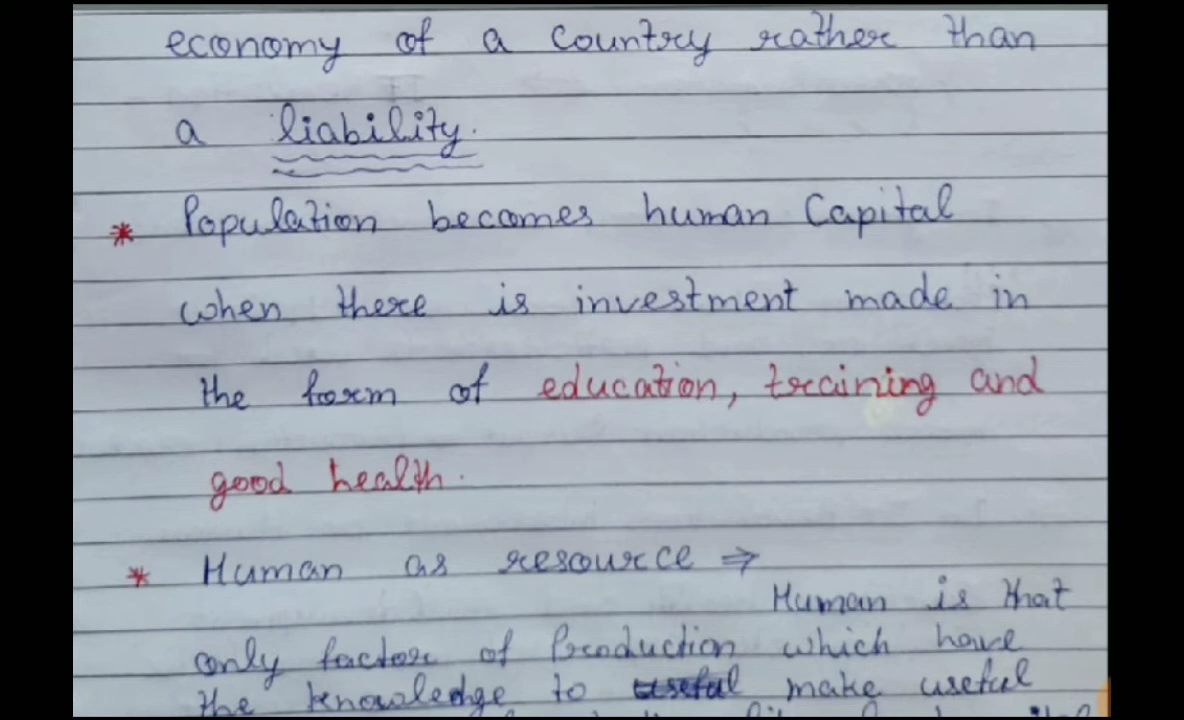 economy of a country rather than
a liability.
* Population becomes human Capital
when there is investment made in
the form of education, training and
good health.
* Human as resource ⇒
Human is that
only factor of Production which have
the knowledge to useful make useful